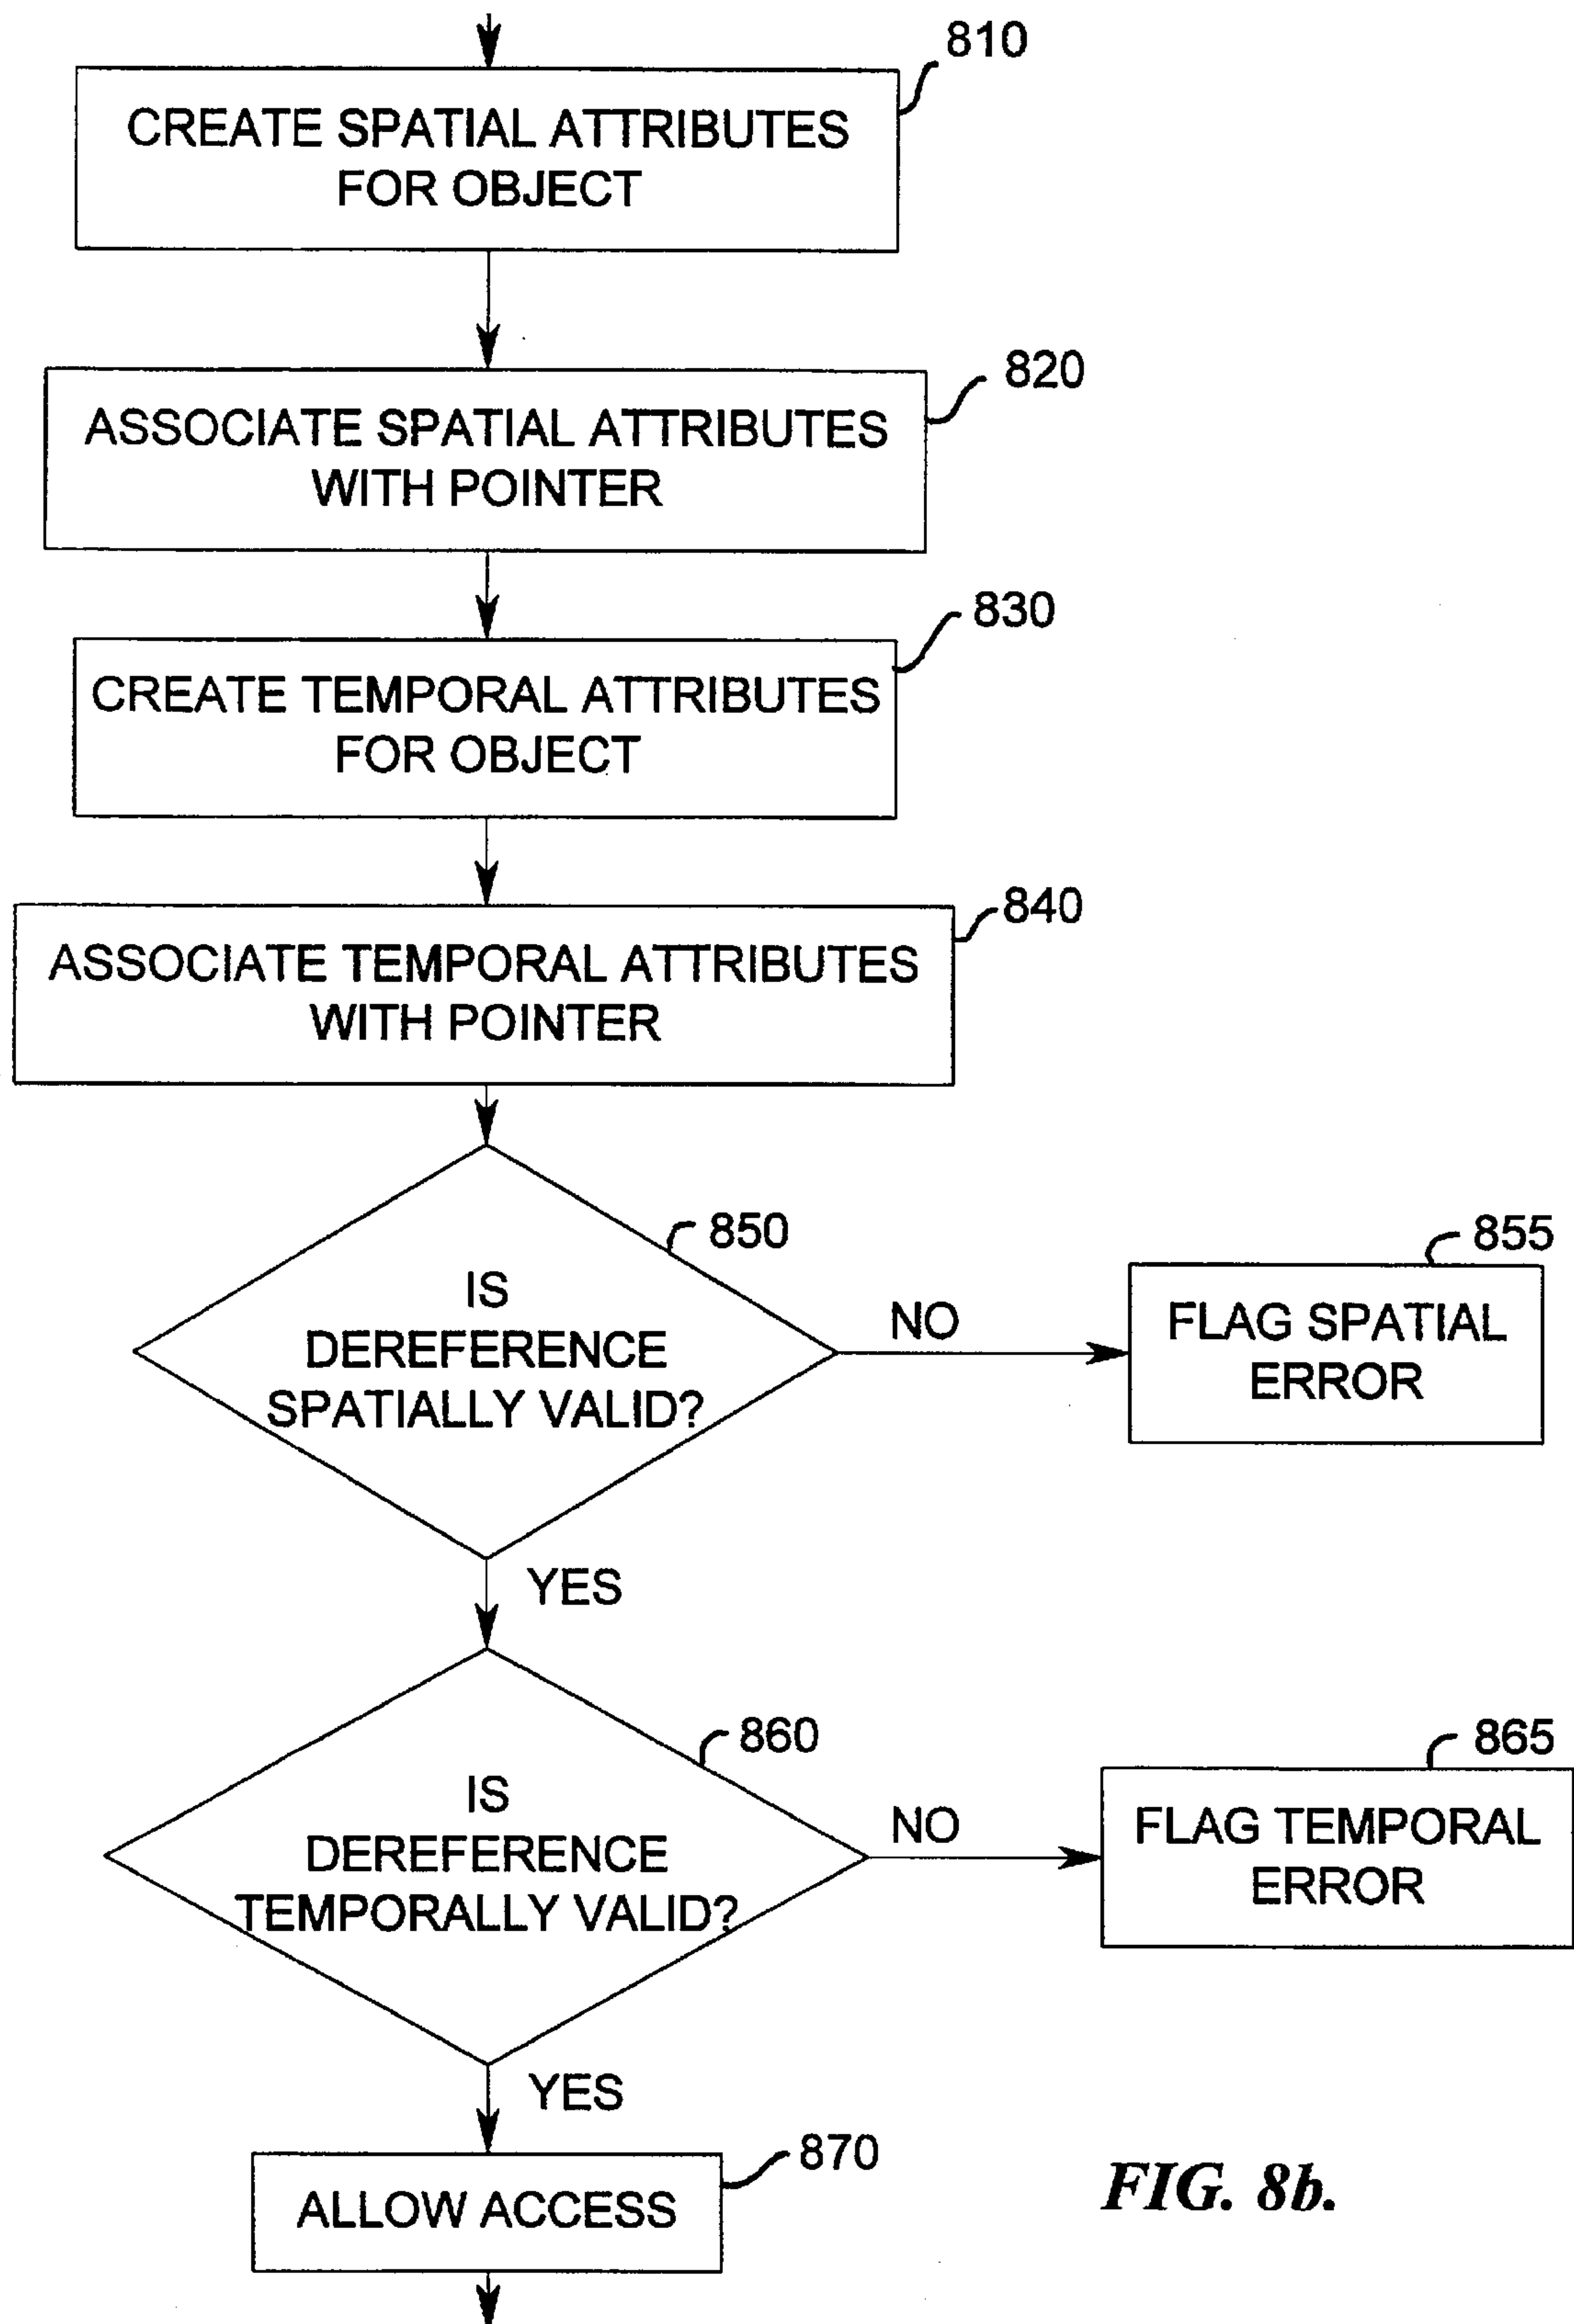 810
CREATE SPATIAL ATTRIBUTES
FOR OBJECT
820
ASSOCIATE SPATIAL ATTRIBUTES
WITH POINTER
830
CREATE TEMPORAL ATTRIBUTES
FOR OBJECT
840
ASSOCIATE TEMPORAL ATTRIBUTES
WITH POINTER
850
IS
DEREFERENCE
SPATIALLY VALID?
NO
855
FLAG SPATIAL
ERROR
YES
860
IS
DEREFERENCE
TEMPORALLY VALID?
NO
865
FLAG TEMPORAL
ERROR
YES
870
ALLOW ACCESS
FIG. 8b.